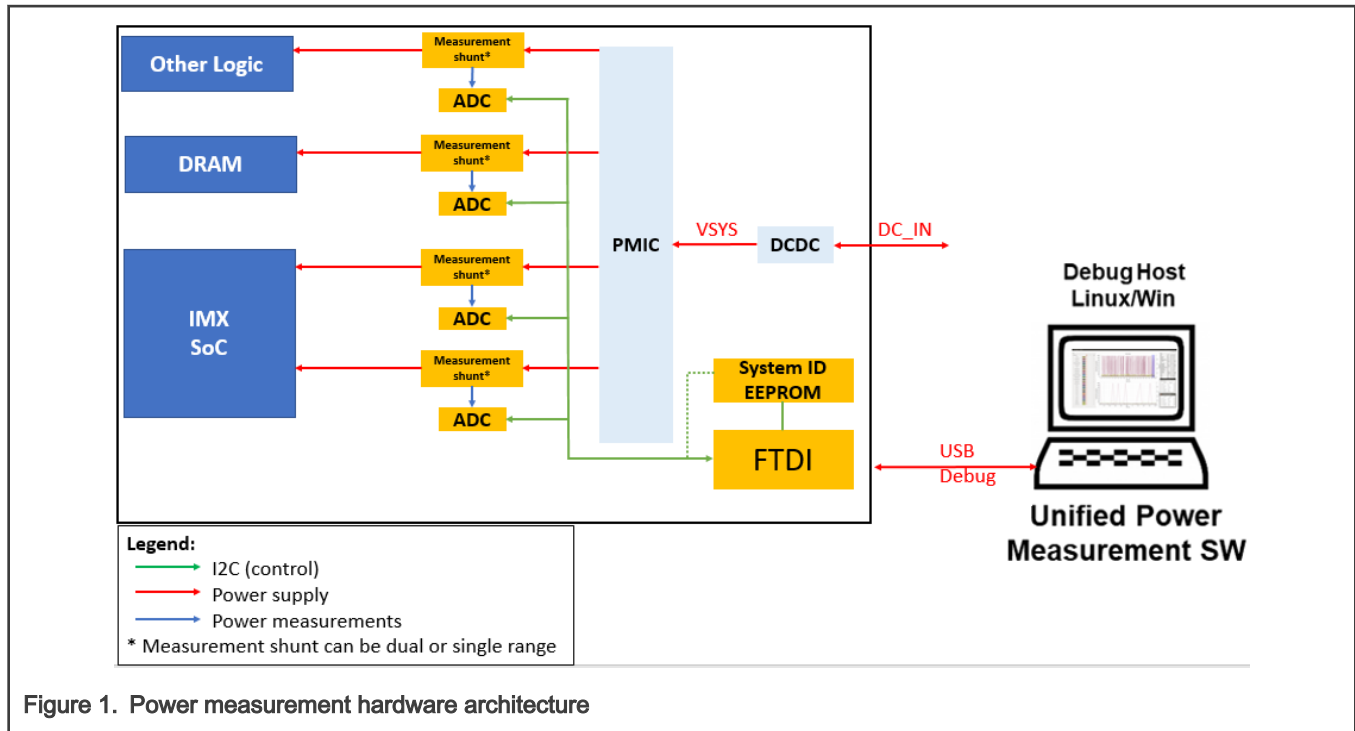 Other Logic
Measurement
shunt*
ADC
DRAM
Measurement
shunt*
ADC
IMX
SoC
Measurement
shunt*
ADC
Measurement
shunt*
ADC
PMIC
VSYS
DCDC
DC_IN
System ID
EEPROM
FTDI
USB
Debug
Debug Host
Linux/Win
Unified Power
Measurement SW
Legend:
I2C (control)
Power supply
Power measurements
* Measurement shunt can be dual or single range
Figure 1. Power measurement hardware architecture